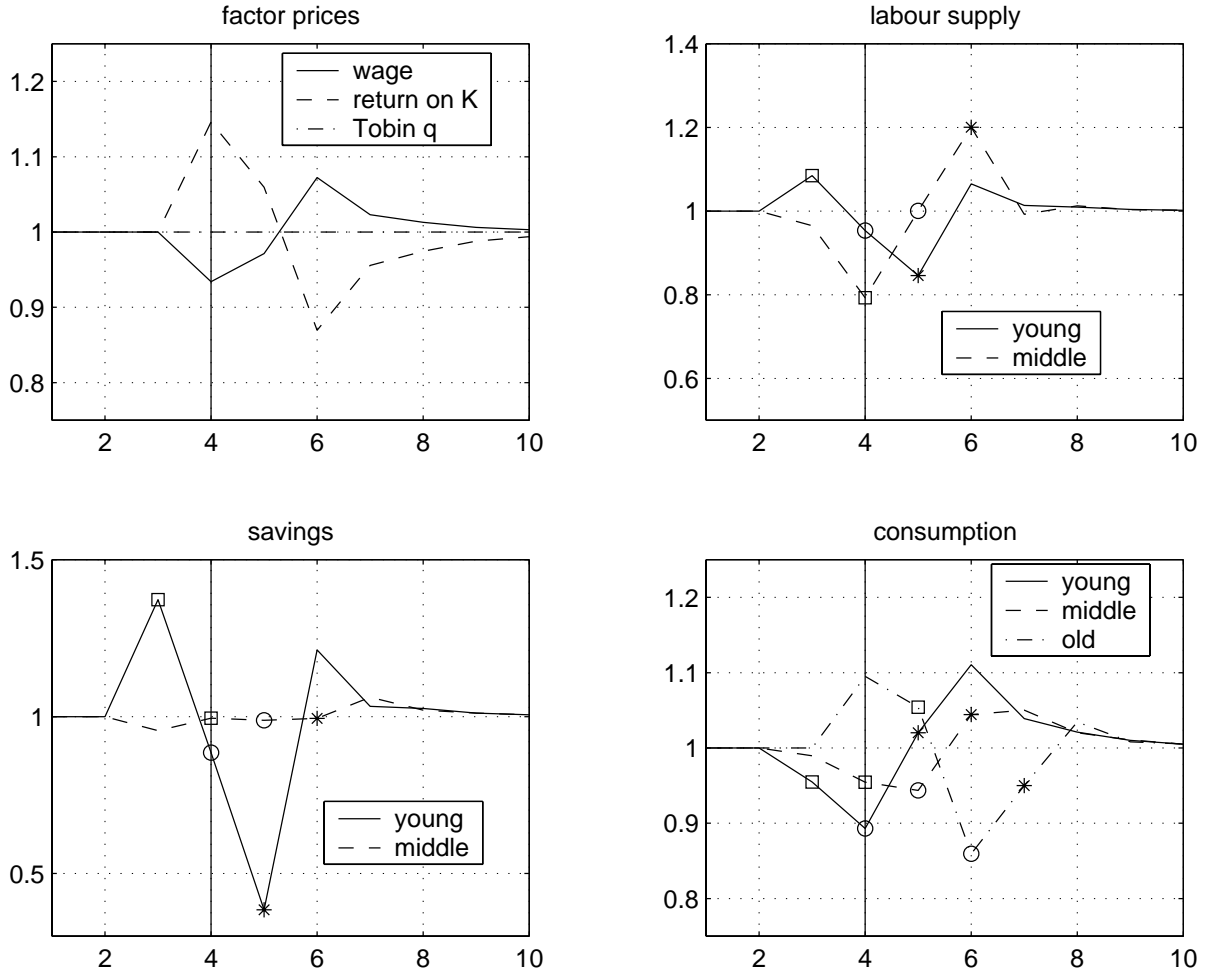 factor prices
1.2
1.1
1
0.9
0.8
2 4 6 8 10
wage
return on K
Tobin q
labour supply
1.4
1.2
1
0.8
0.6
2 4 6 8 10
young
middle
savings
1.5
1
0.5
2 4 6 8 10
young
middle
consumption
1.2
1.1
1
0.9
0.8
2 4 6 8 10
young
middle
old